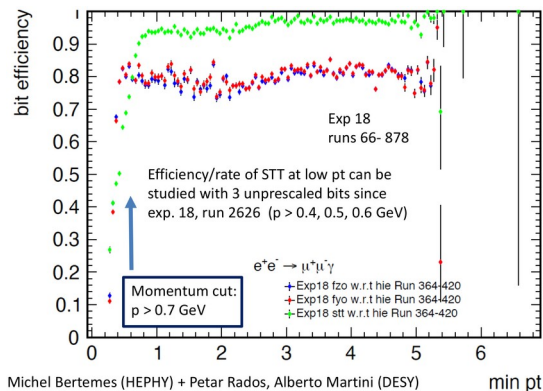 bit efficiency
1
0.9
0.8
0.7
0.6
0.5
0.4
0.3
0.2
0.1
0
Exp 18
runs 66- 878
Efficiency/rate of STT at low pt can be
studied with 3 unprescaled bits since
exp. 18, run 2626 (p > 0.4, 0.5, 0.6 GeV)
e⁺e⁻ → μ⁺μ⁻γ
Exp18 fzo w.r.t hie Run 364-420
Exp18 fyo w.r.t hie Run 364-420
Exp18 stt w.r.t hie Run 364-420
Momentum cut:
p > 0.7 GeV
0 1 2 3 4 5 6
min pt
Michel Bertemes (HEPHY) + Petar Rados, Alberto Martini (DESY)